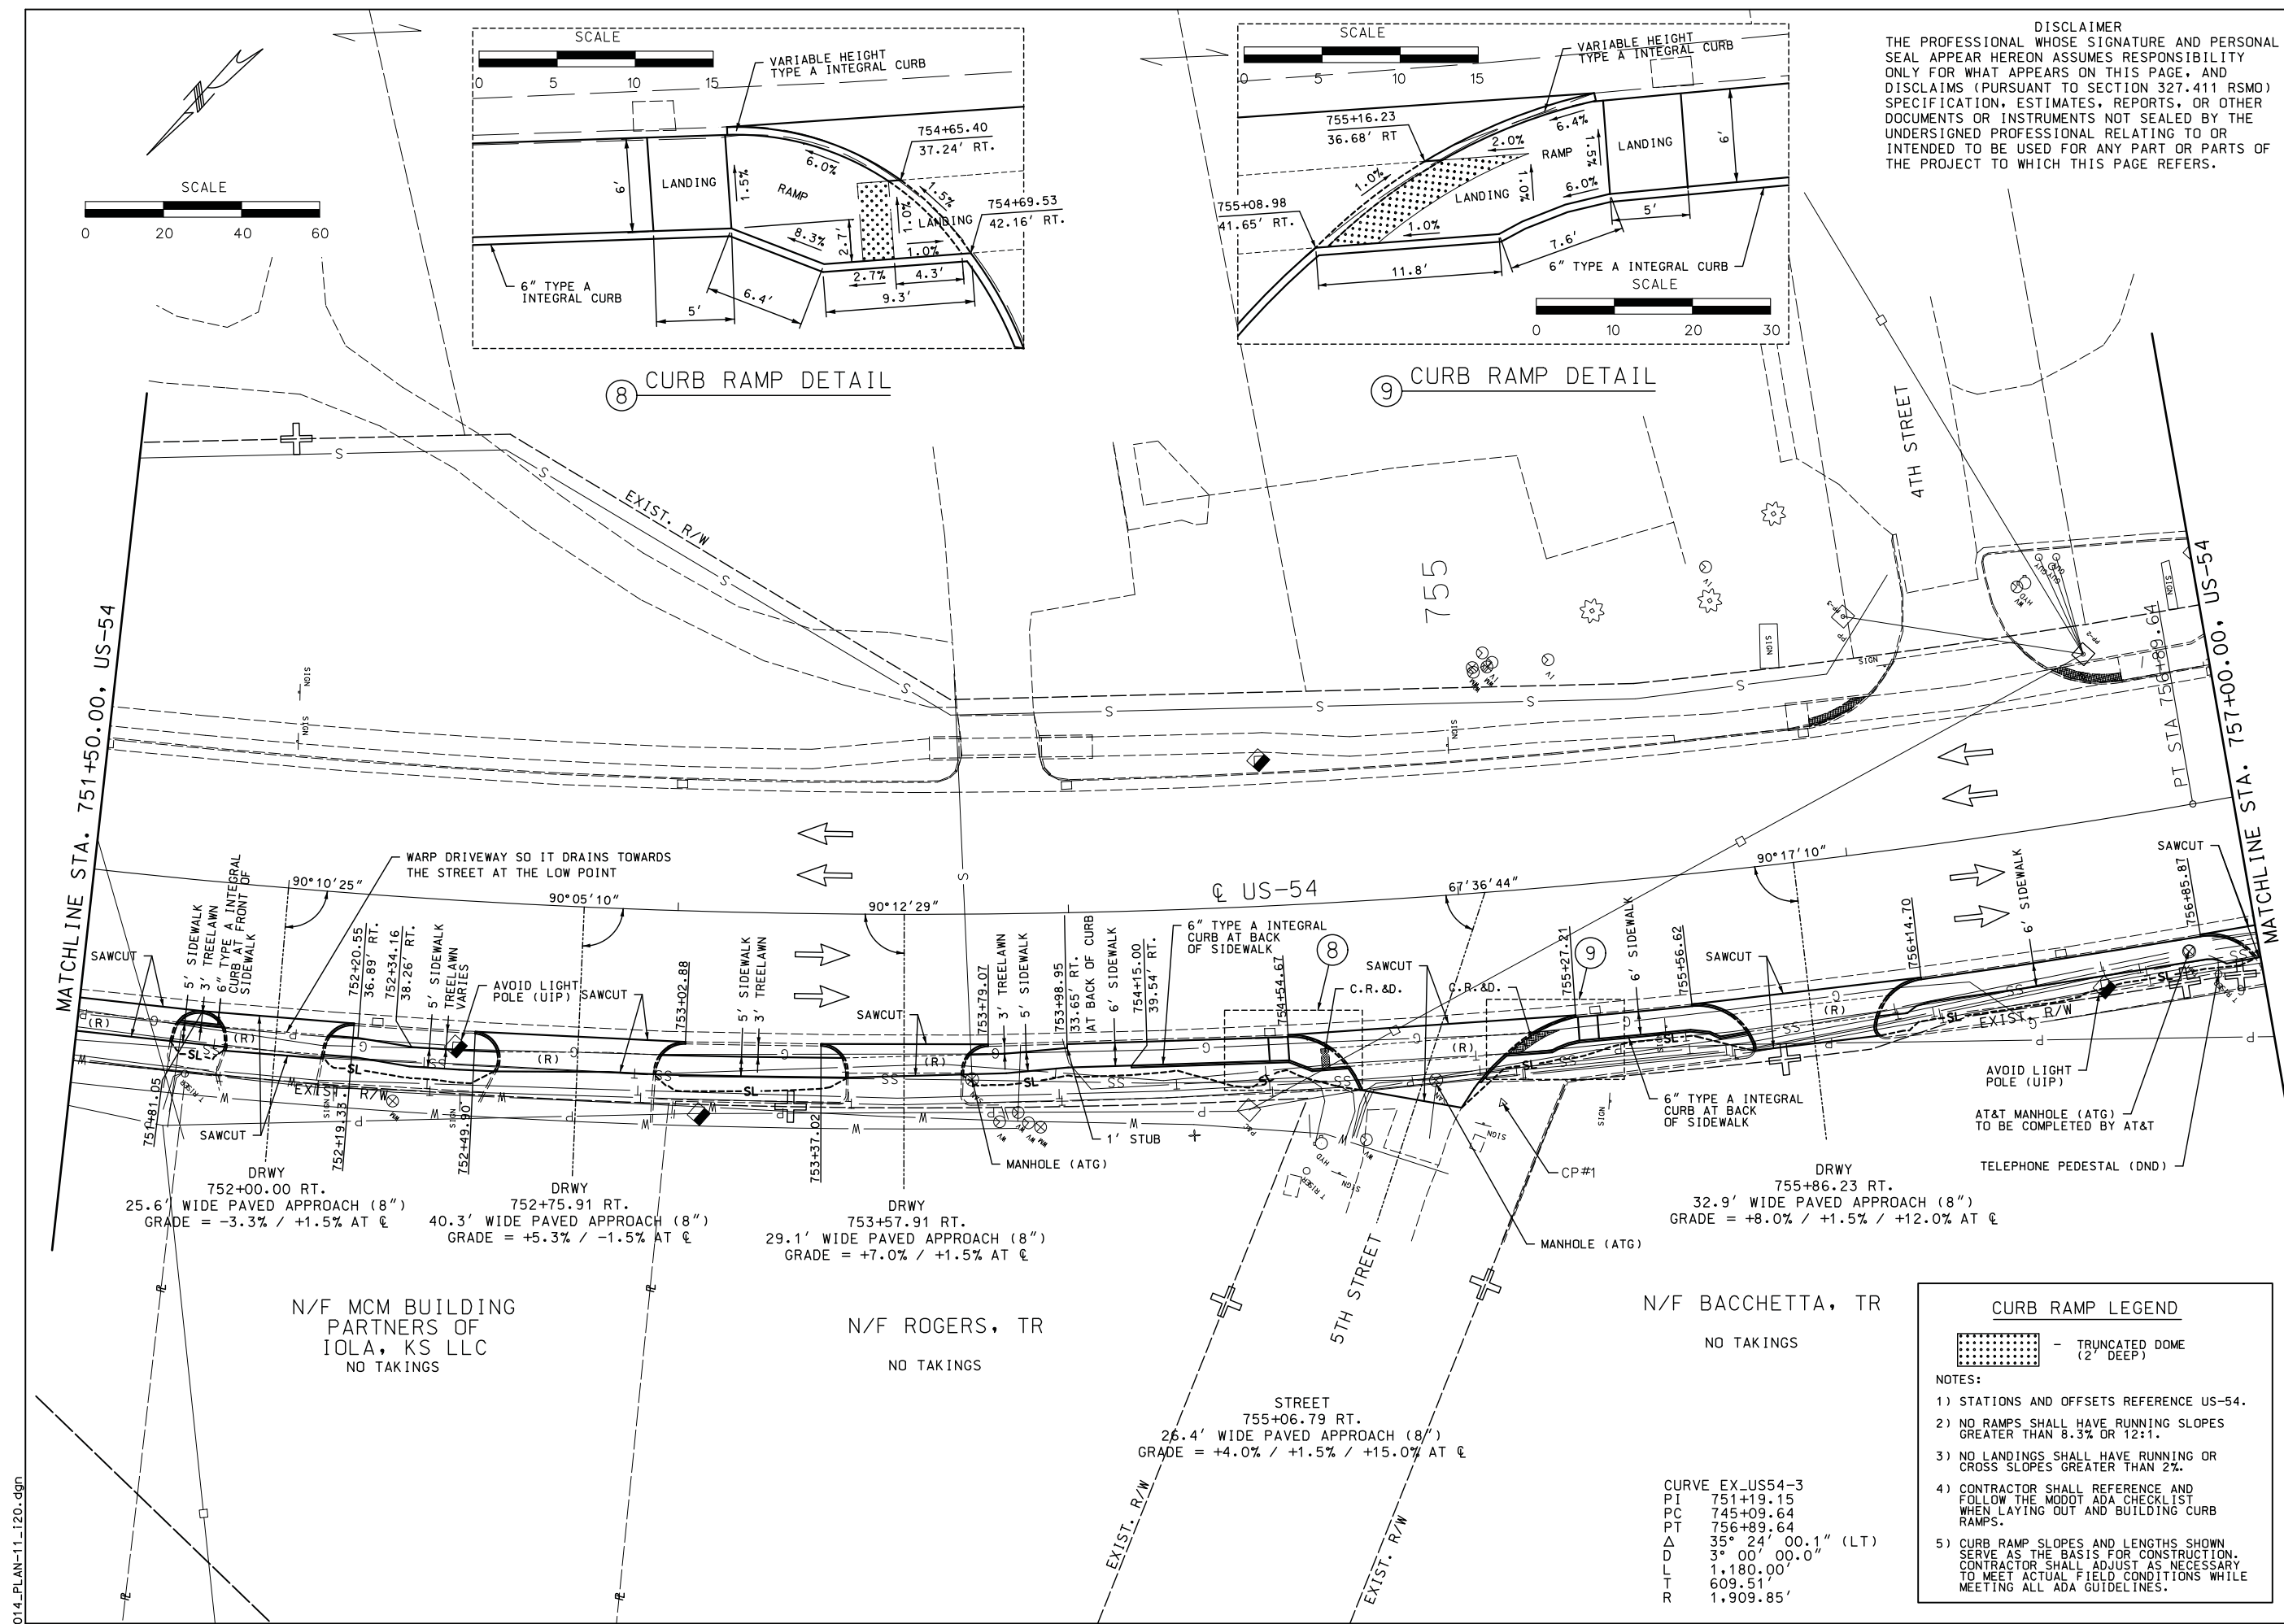 DISCLAIMER
THE PROFESSIONAL WHOSE SIGNATURE AND PERSONAL
SEAL APPEAR HEREON ASSUMES RESPONSIBILITY
ONLY FOR WHAT APPEARS ON THIS PAGE, AND
DISCLAIMS (PURSUANT TO SECTION 327.411 RSMO)
SPECIFICATION, ESTIMATES, REPORTS, OR OTHER
DOCUMENTS OR INSTRUMENTS NOT SEALED BY THE
UNDERSIGNED PROFESSIONAL RELATING TO OR
INTENDED TO BE USED FOR ANY PART OR PARTS OF
THE PROJECT TO WHICH THIS PAGE REFERS.
SCALE
0 20 40 60
SCALE
0 5 10 15
VARIABLE HEIGHT
TYPE A INTEGRAL CURB
754+65.40
37.24' RT.
754+69.53
42.16' RT.
6'
LANDING
1.5%
RAMP
6.0%
8.3%
2.7'
1.0%
1.5%
LANDING
1.0%
2.7%
4.3'
9.3'
6.4'
5'
6" TYPE A
INTEGRAL CURB
8 CURB RAMP DETAIL
SCALE
0 5 10 15
VARIABLE HEIGHT
TYPE A INTEGRAL CURB
755+16.23
36.68' RT
755+08.98
41.65' RT.
1.0%
2.0%
6.4%
RAMP
1.5%
LANDING
6'
LANDING
1.0%
6.0%
1.0%
5'
7.6'
11.8'
6" TYPE A INTEGRAL CURB
SCALE
0 10 20 30
9 CURB RAMP DETAIL
4TH STREET
MATCHLINE STA. 751+50.00, US-54
MATCHLINE STA. 757+00.00, US-54
PT STA 756+89.64
EXIST. R/W
755
SIGN
SIGN
SIGN
SIGN
SIGN
SIGN
IV
IV
IV
WM
WM
PP
PP-3
PP-2
GUY
GUY
HYD
WV
S
S
S
S
S
S
S
S
S
WARP DRIVEWAY SO IT DRAINS TOWARDS
THE STREET AT THE LOW POINT
90°10'25"
90°05'10"
90°12'29"
℄ US-54
67°36'44"
90°17'10"
SAWCUT
5' SIDEWALK
3' TREELAWN
6" TYPE A INTEGRAL
CURB AT FRONT OF
SIDEWALK
752+20.55
36.89' RT.
752+34.16
38.26' RT.
5' SIDEWALK
TREELAWN
VARIES
AVOID LIGHT
POLE (UIP)
SAWCUT
753+02.88
5' SIDEWALK
3' TREELAWN
SAWCUT
753+79.07
3' TREELAWN
5' SIDEWALK
753+98.95
33.65' RT.
AT BACK OF CURB
6' SIDEWALK
754+15.00
39.54' RT.
6" TYPE A INTEGRAL
CURB AT BACK
OF SIDEWALK
754+54.67
8
C.R.&D.
SAWCUT
C.R.&D.
755+27.21
9
6' SIDEWALK
755+56.62
SAWCUT
756+14.70
6' SIDEWALK
756+85.87
SAWCUT
(R)
(R)
(R)
(R)
(R)
(R)
SL
SL
SL
SL
SL
SL
SL
SL
SL
EXIST. R/W
EXIST. R/W
751+81.05
SAWCUT
752+19.33
752+49.90
753+37.02
MANHOLE (ATG)
1' STUB
CP#1
MANHOLE (ATG)
6" TYPE A INTEGRAL
CURB AT BACK
OF SIDEWALK
AVOID LIGHT
POLE (UIP)
AT&T MANHOLE (ATG)
TO BE COMPLETED BY AT&T
TELEPHONE PEDESTAL (DND)
DRWY
752+00.00 RT.
25.6' WIDE PAVED APPROACH (8")
GRADE = -3.3% / +1.5% AT ℄
DRWY
752+75.91 RT.
40.3' WIDE PAVED APPROACH (8")
GRADE = +5.3% / -1.5% AT ℄
DRWY
753+57.91 RT.
29.1' WIDE PAVED APPROACH (8")
GRADE = +7.0% / +1.5% AT ℄
DRWY
755+86.23 RT.
32.9' WIDE PAVED APPROACH (8")
GRADE = +8.0% / +1.5% / +12.0% AT ℄
N/F MCM BUILDING
PARTNERS OF
IOLA, KS LLC
NO TAKINGS
N/F ROGERS, TR
NO TAKINGS
5TH STREET
N/F BACCHETTA, TR
NO TAKINGS
STREET
755+06.79 RT.
26.4' WIDE PAVED APPROACH (8")
GRADE = +4.0% / +1.5% / +15.0% AT ℄
EXIST. R/W
EXIST. R/W
CURVE EX_US54-3
PI 751+19.15
PC 745+09.64
PT 756+89.64
Δ 35° 24' 00.1" (LT)
D 3° 00' 00.0"
L 1,180.00'
T 609.51'
R 1,909.85'
CURB RAMP LEGEND
- TRUNCATED DOME
(2' DEEP)
NOTES:
1) STATIONS AND OFFSETS REFERENCE US-54.
2) NO RAMPS SHALL HAVE RUNNING SLOPES
GREATER THAN 8.3% OR 12:1.
3) NO LANDINGS SHALL HAVE RUNNING OR
CROSS SLOPES GREATER THAN 2%.
4) CONTRACTOR SHALL REFERENCE AND
FOLLOW THE MODOT ADA CHECKLIST
WHEN LAYING OUT AND BUILDING CURB
RAMPS.
5) CURB RAMP SLOPES AND LENGTHS SHOWN
SERVE AS THE BASIS FOR CONSTRUCTION.
CONTRACTOR SHALL ADJUST AS NECESSARY
TO MEET ACTUAL FIELD CONDITIONS WHILE
MEETING ALL ADA GUIDELINES.
014_PLAN-11_120.dgn